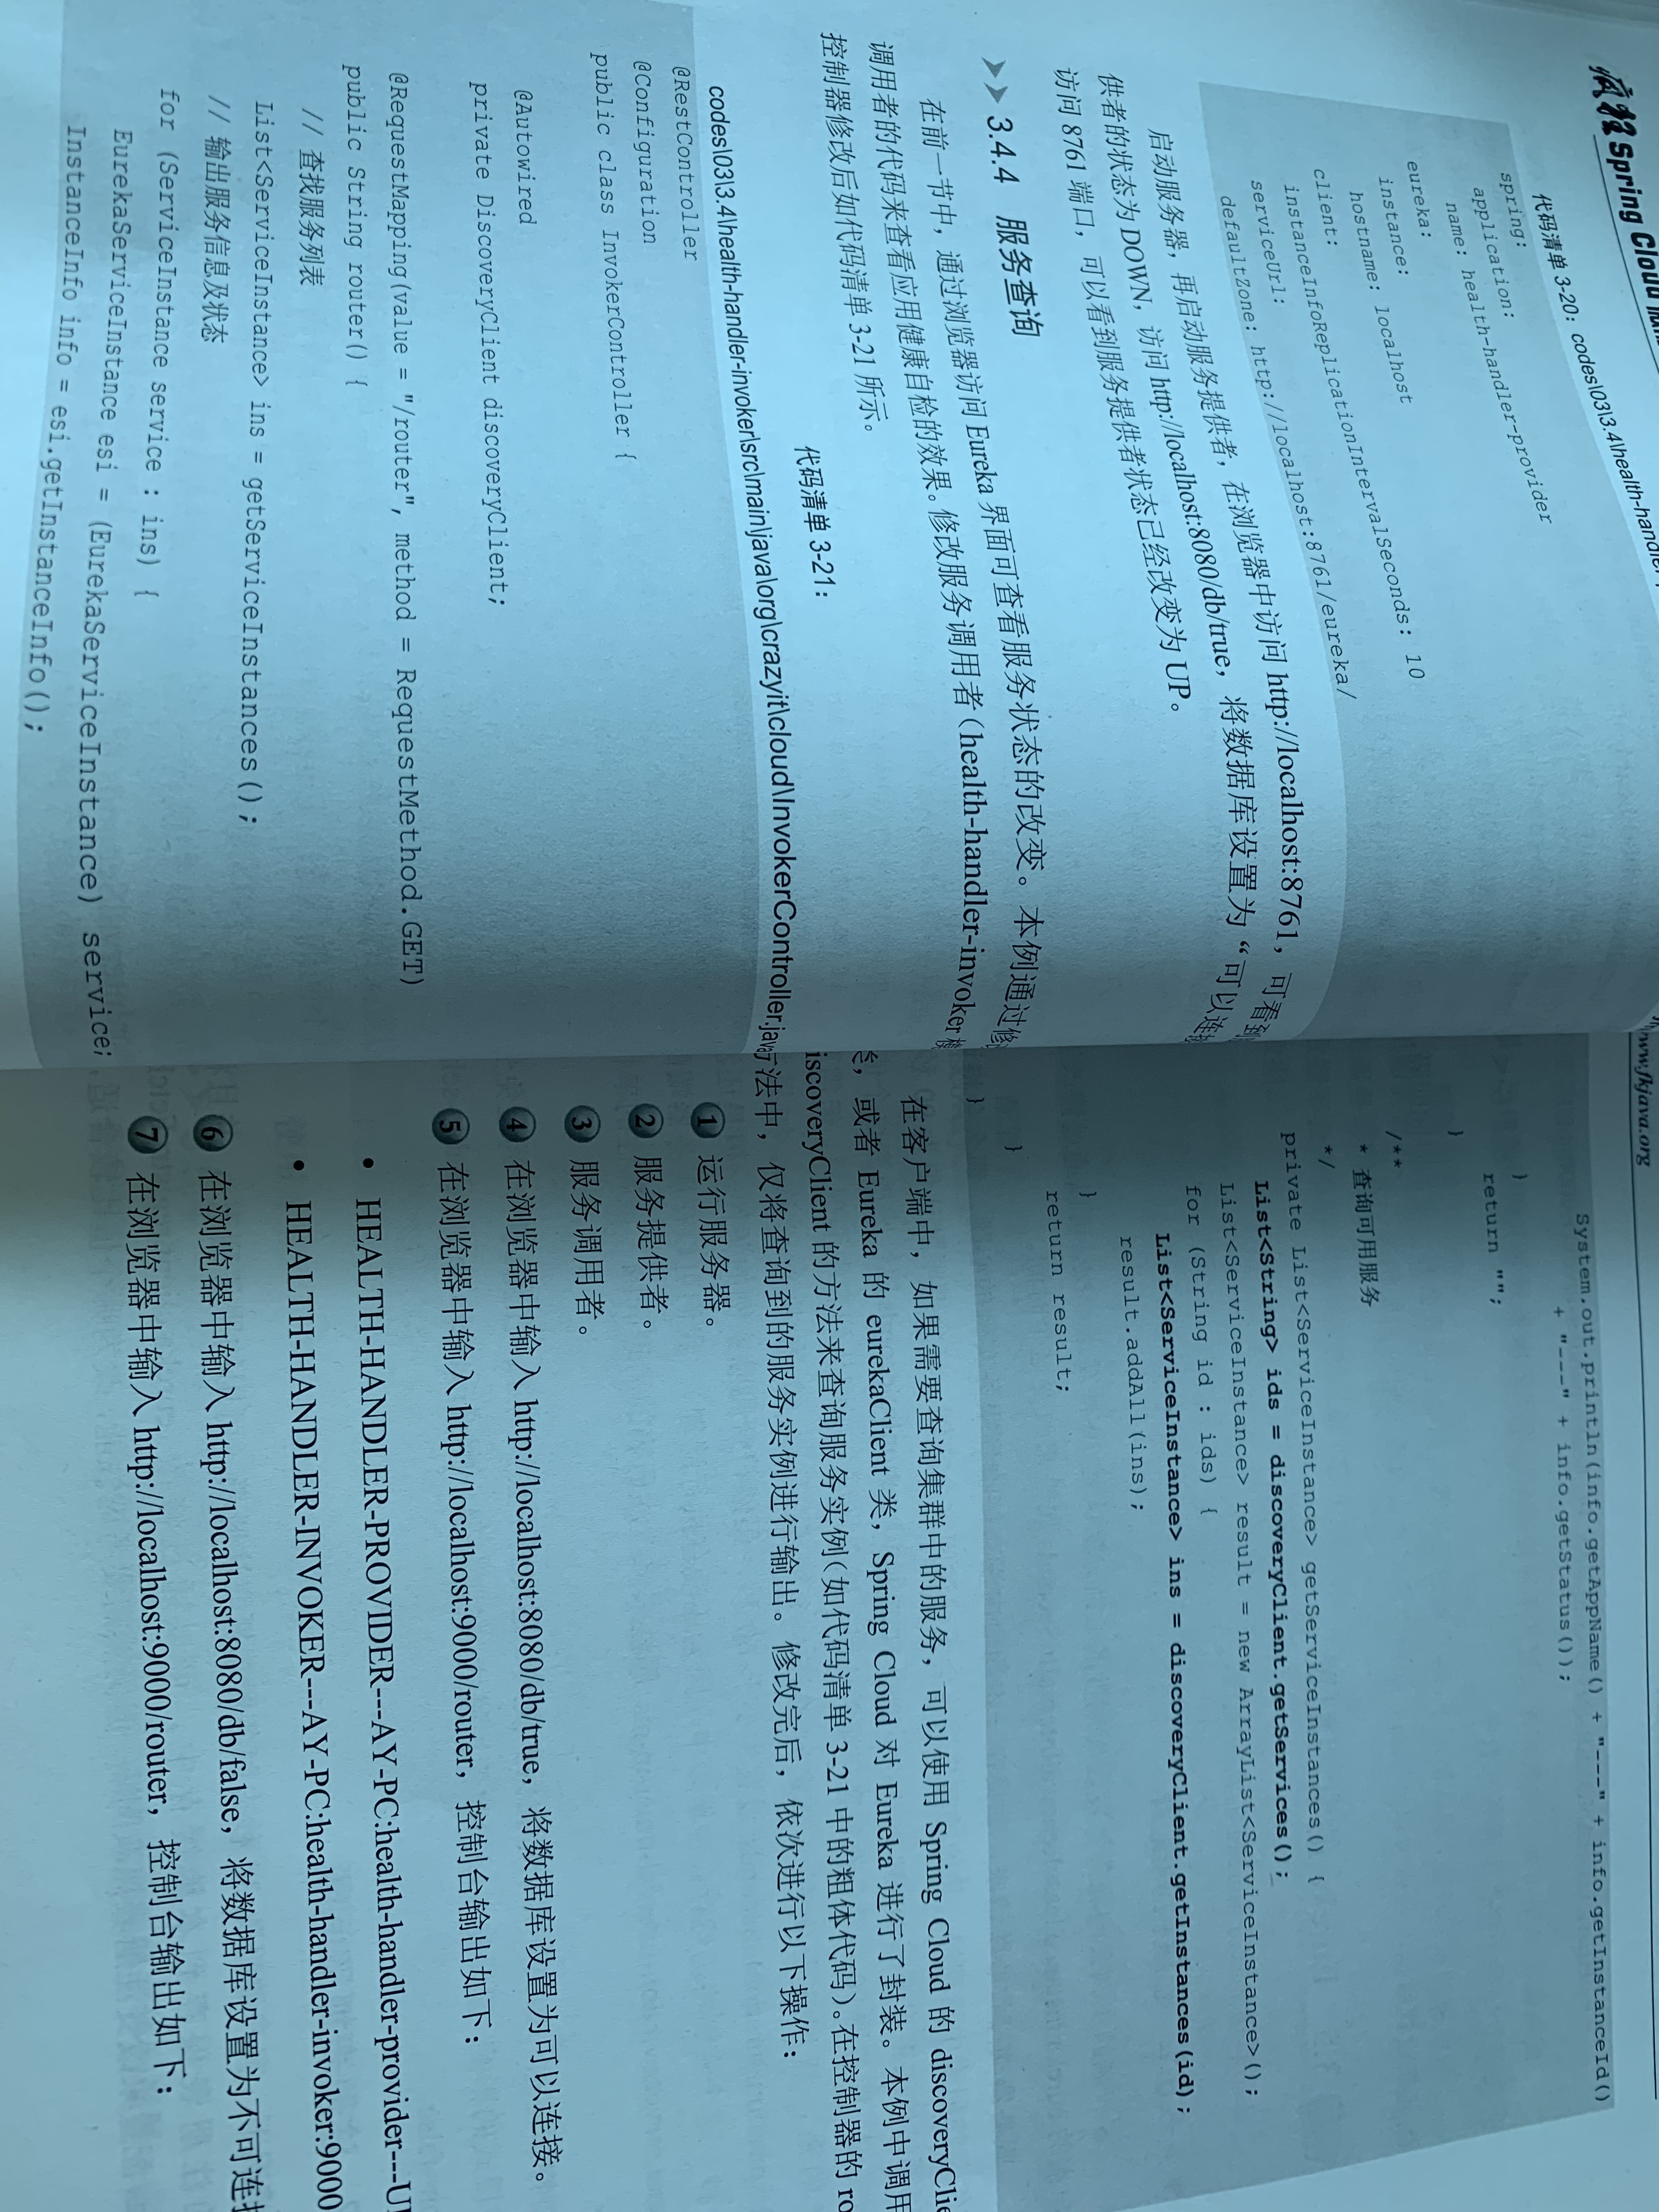 疯狂Spring Cloud
代码清单 3-20：codes\03\3.4\health-handler-
spring:
application:
name: health-handler-provider
eureka:
instance:
hostname: localhost
client:
instanceInfoReplicationIntervalSeconds: 10
serviceUrl:
defaultZone: http://localhost:8761/eureka/
启动服务器，再启动服务提供者，在浏览器中访问 http://localhost:8761，可看到
供者的状态为 DOWN，访问 http://localhost:8080/db/true，将数据库设置为“可以连接
访问 8761 端口，可以看到服务提供者状态已经改变为 UP。
3.4.4 服务查询
在前一节中，通过浏览器访问 Eureka 界面可查看服务状态的改变。本例通过修
调用者的代码来查看应用健康自检的效果。修改服务调用者（health-handler-invoker 模
控制器修改后如代码清单 3-21 所示。
代码清单 3-21：
codes\03\3.4\health-handler-invoker\src\main\java\org\crazyit\cloud\InvokerController.java
@RestController
@Configuration
public class InvokerController {
@Autowired
private DiscoveryClient discoveryClient;
@RequestMapping(value = "/router", method = RequestMethod.GET)
public String router() {
// 查找服务列表
List<ServiceInstance> ins = getServiceInstances();
// 输出服务信息及状态
for (ServiceInstance service : ins) {
EurekaServiceInstance esi = (EurekaServiceInstance) service;
InstanceInfo info = esi.getInstanceInfo();
www.fkjava.org
System.out.println(info.getAppName() + "---" + info.getInstanceId()
+ "---" + info.getStatus());
}
return "";
}
/**
* 查询可用服务
*/
private List<ServiceInstance> getServiceInstances() {
List<String> ids = discoveryClient.getServices();
List<ServiceInstance> result = new ArrayList<ServiceInstance>();
for (String id : ids) {
List<ServiceInstance> ins = discoveryClient.getInstances(id);
result.addAll(ins);
}
return result;
}
}
在客户端中，如果需要查询集群中的服务，可以使用 Spring Cloud 的 discoveryClie
类，或者 Eureka 的 eurekaClient 类，Spring Cloud 对 Eureka 进行了封装。本例中调用
iscoveryClient 的方法来查询服务实例（如代码清单 3-21 中的粗体代码）。在控制器的 ro
方法中，仅将查询到的服务实例进行输出。修改完后，依次进行以下操作：
1 运行服务器。
2 服务提供者。
3 服务调用者。
4 在浏览器中输入 http://localhost:8080/db/true，将数据库设置为可以连接。
5 在浏览器中输入 http://localhost:9000/router，控制台输出如下：
• HEALTH-HANDLER-PROVIDER---AY-PC:health-handler-provider---UP
• HEALTH-HANDLER-INVOKER---AY-PC:health-handler-invoker:9000
6 在浏览器中输入 http://localhost:8080/db/false，将数据库设置为不可连接
7 在浏览器中输入 http://localhost:9000/router，控制台输出如下：